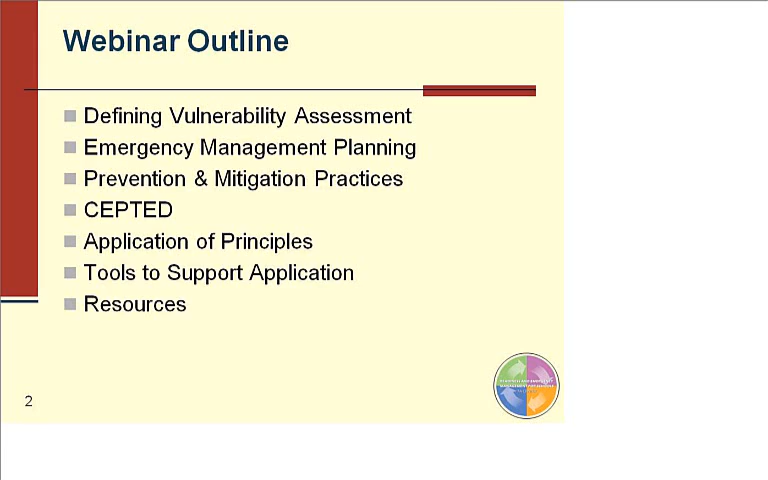 Webinar Outline
Defining Vulnerability Assessment
Emergency Management Planning
Prevention & Mitigation Practices
CEPTED
Application of Principles
Tools to Support Application
Resources
2